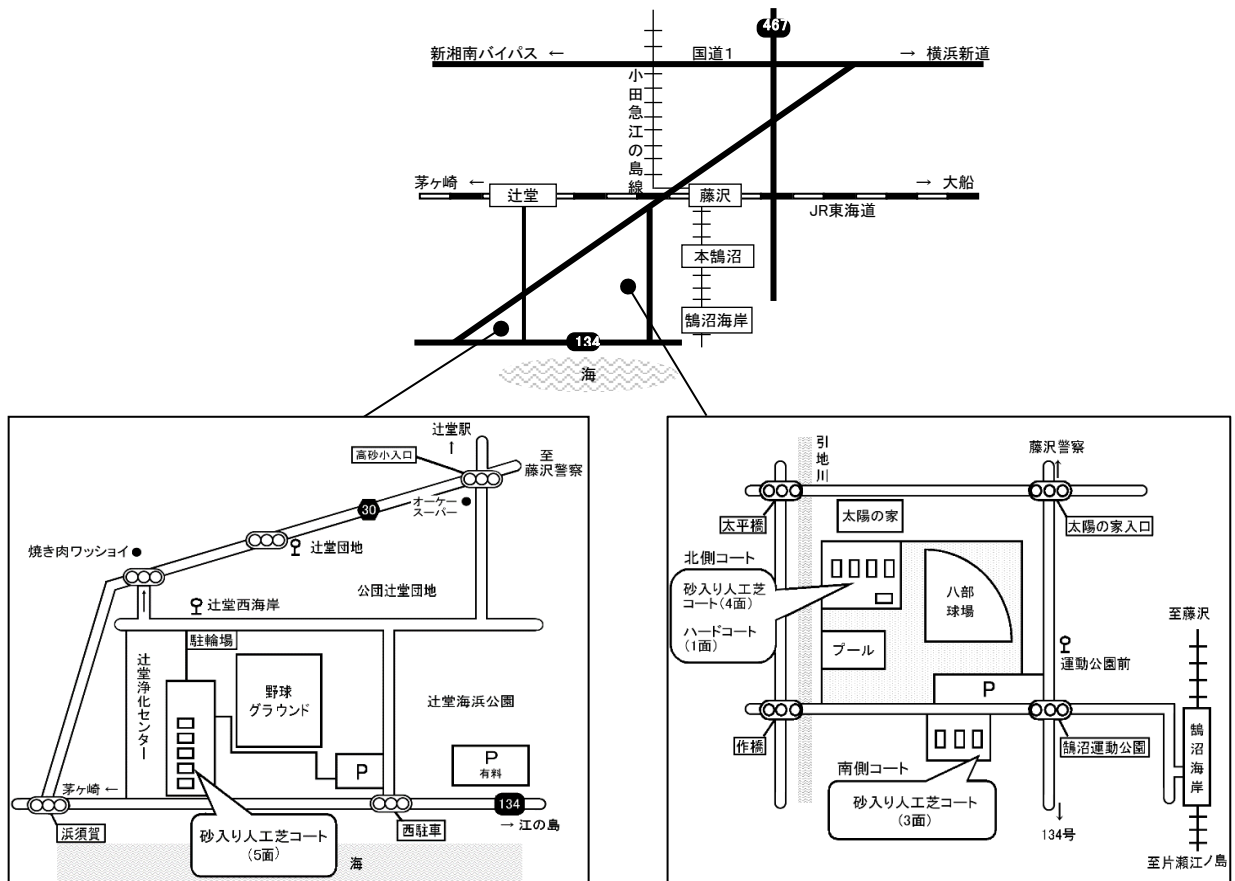 467
新湘南バイパス ←
国道1
→ 横浜新道
小田急江の島線
茅ヶ崎 ←
辻堂
藤沢
→ 大船
JR東海道
本鵠沼
鵠沼海岸
134
海
辻堂駅
↑
高砂小入口
至
藤沢警察
オーケー
スーパー
30
辻堂団地
焼き肉ワッショイ
公団辻堂団地
辻堂西海岸
駐輪場
辻堂浄化センター
野球
グラウンド
辻堂海浜公園
P
P
有料
茅ヶ崎 ←
134
→ 江の島
浜須賀
砂入り人工芝コート
(5面)
西駐車
海
引地川
藤沢警察
太平橋
太陽の家
太陽の家入口
北側コート
砂入り人工芝
コート(4面)
ハードコート
(1面)
八部
球場
プール
至藤沢
運動公園前
P
作橋
鵠沼運動公園
鵠沼海岸
南側コート
砂入り人工芝コート
(3面)
134号
至片瀬江ノ島